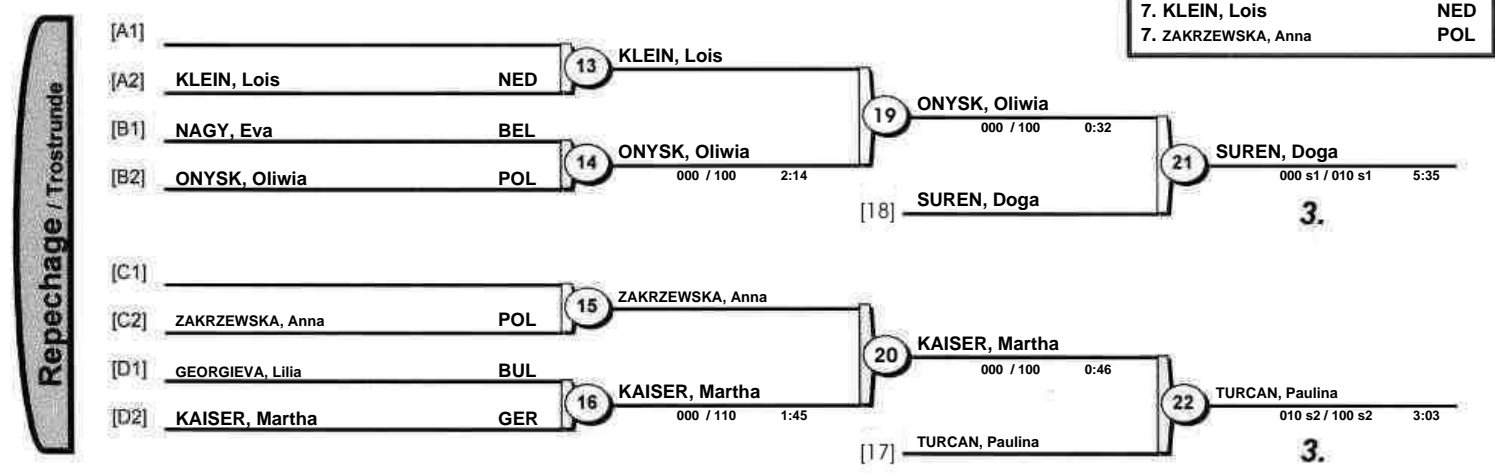 7. KLEIN, Lois NED
7. ZAKRZEWSKA, Anna POL
Repechage / Trostrunde
[A1]
[A2] KLEIN, Lois NED
13 KLEIN, Lois
[B1] NAGY, Eva BEL
[B2] ONYSK, Oliwia POL
14 ONYSK, Oliwia
000 / 100 2:14
19 ONYSK, Oliwia
000 / 100 0:32
[18] SUREN, Doga
21 SUREN, Doga
000 s1 / 010 s1 5:35
3.
[C1]
[C2] ZAKRZEWSKA, Anna POL
15 ZAKRZEWSKA, Anna
[D1] GEORGIEVA, Lilia BUL
[D2] KAISER, Martha GER
16 KAISER, Martha
000 / 110 1:45
20 KAISER, Martha
000 / 100 0:46
[17] TURCAN, Paulina
22 TURCAN, Paulina
010 s2 / 100 s2 3:03
3.